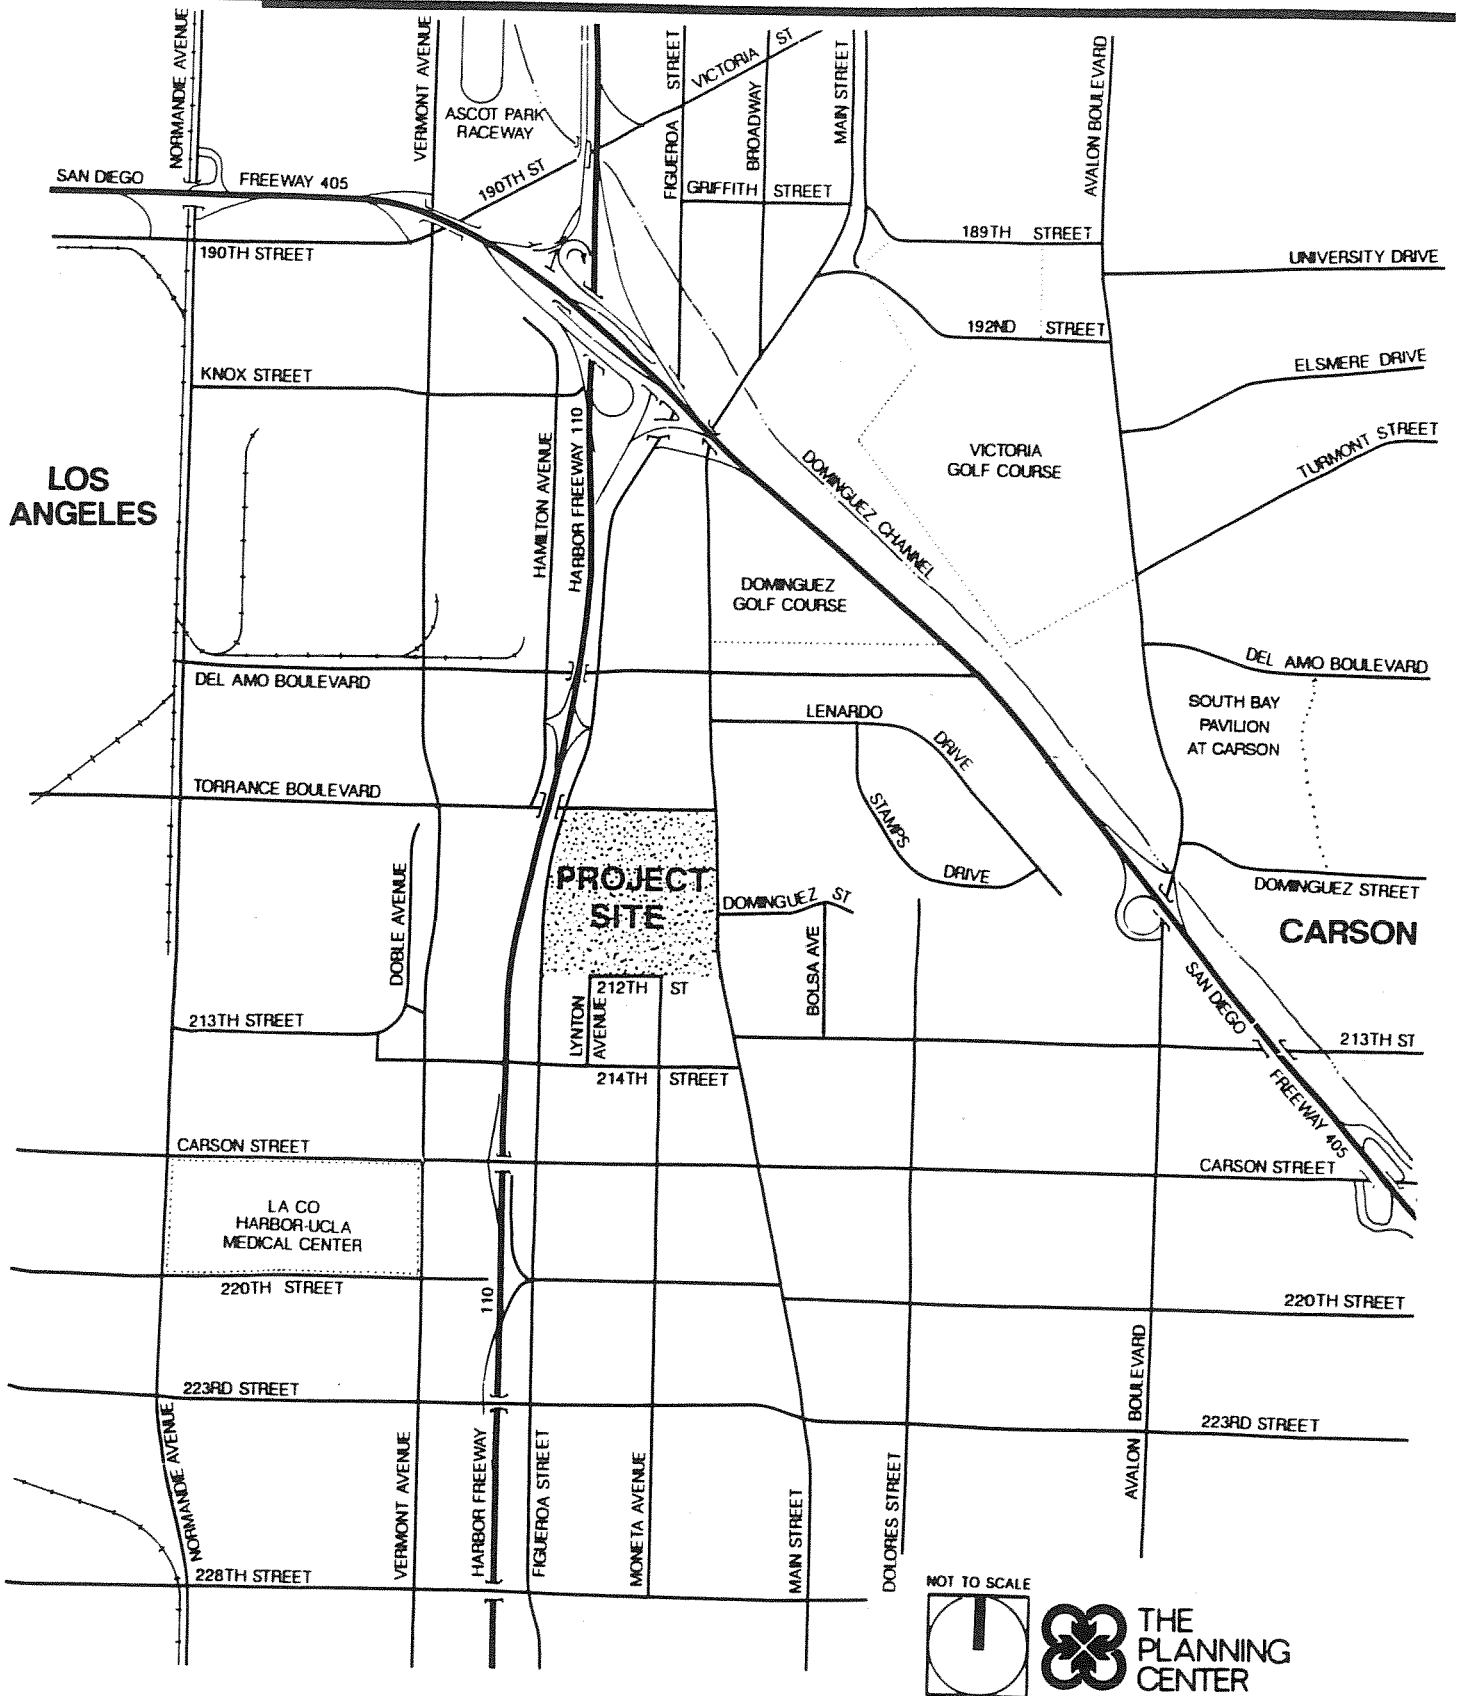 NORMANDIE AVENUE
VERMONT AVENUE
ASCOT PARK
RACEWAY
FIGUEROA STREET
VICTORIA ST
BROADWAY
MAIN STREET
AVALON BOULEVARD
SAN DIEGO FREEWAY 405
190TH ST
GRIFFITH STREET
190TH STREET
189TH STREET
UNIVERSITY DRIVE
192ND STREET
KNOX STREET
ELSMERE DRIVE
TURMONT STREET
LOS
ANGELES
HAMILTON AVENUE
HARBOR FREEWAY 110
VICTORIA
GOLF COURSE
DOMINGUEZ CHANNEL
DOMINGUEZ
GOLF COURSE
DEL AMO BOULEVARD
DEL AMO BOULEVARD
LENARDO DRIVE
SOUTH BAY
PAVILION
AT CARSON
TORRANCE BOULEVARD
STAMPS DRIVE
PROJECT
SITE
DOMINGUEZ ST
DOMINGUEZ STREET
DOBLE AVENUE
BOLSA AVE
CARSON
212TH ST
LYNTON
AVENUE
213TH STREET
SAN DIEGO FREEWAY 405
213TH ST
214TH STREET
CARSON STREET
CARSON STREET
LA CO
HARBOR-UCLA
MEDICAL CENTER
220TH STREET
110
220TH STREET
223RD STREET
223RD STREET
NORMANDIE AVENUE
VERMONT AVENUE
HARBOR FREEWAY
FIGUEROA STREET
MONETA AVENUE
MAIN STREET
DOLORES STREET
AVALON BOULEVARD
228TH STREET
NOT TO SCALE
THE
PLANNING
CENTER